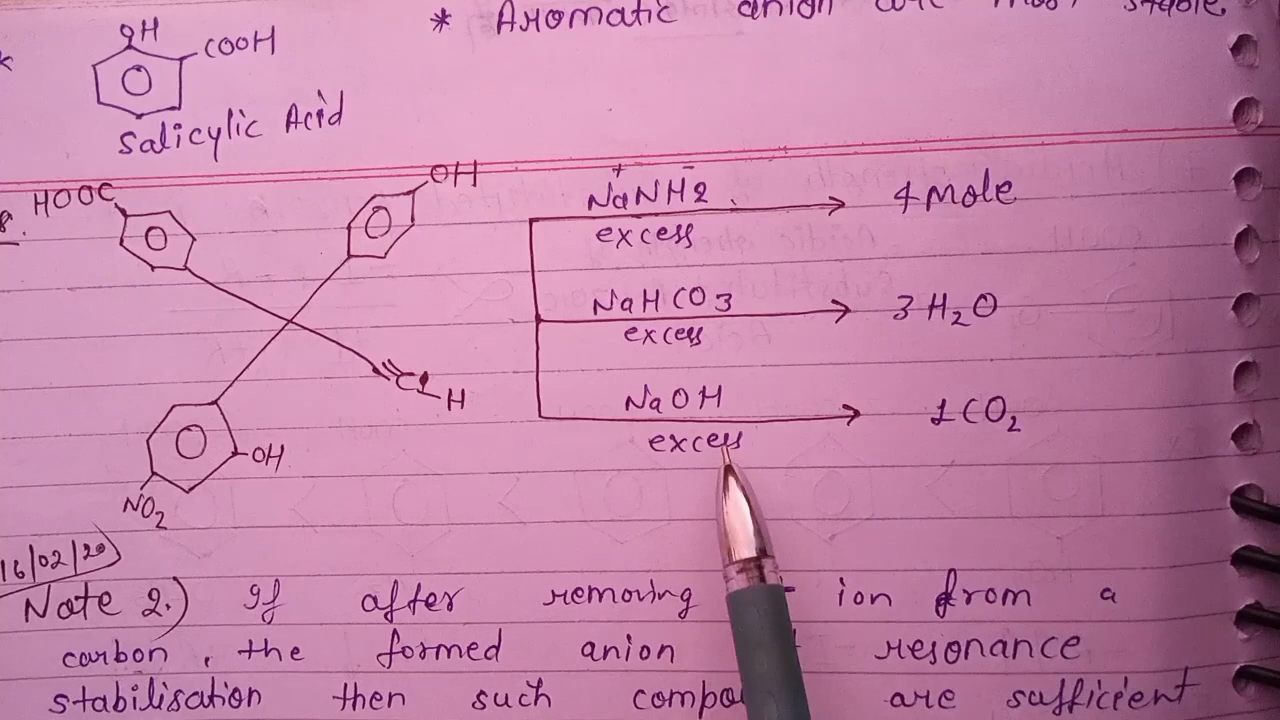 * Aromatic anion are most stable.
OH
COOH
Salicylic Acid
8. HOOC
OH
NaNH2
+ -
excess
4 Mole
NaHCO3
excess
3 H2O
H
NaOH
excess
1 CO2
OH
NO2
16/02/20
Note 2.) If after removing ion from a
carbon, the formed anion resonance
stabilisation then such are sufficient